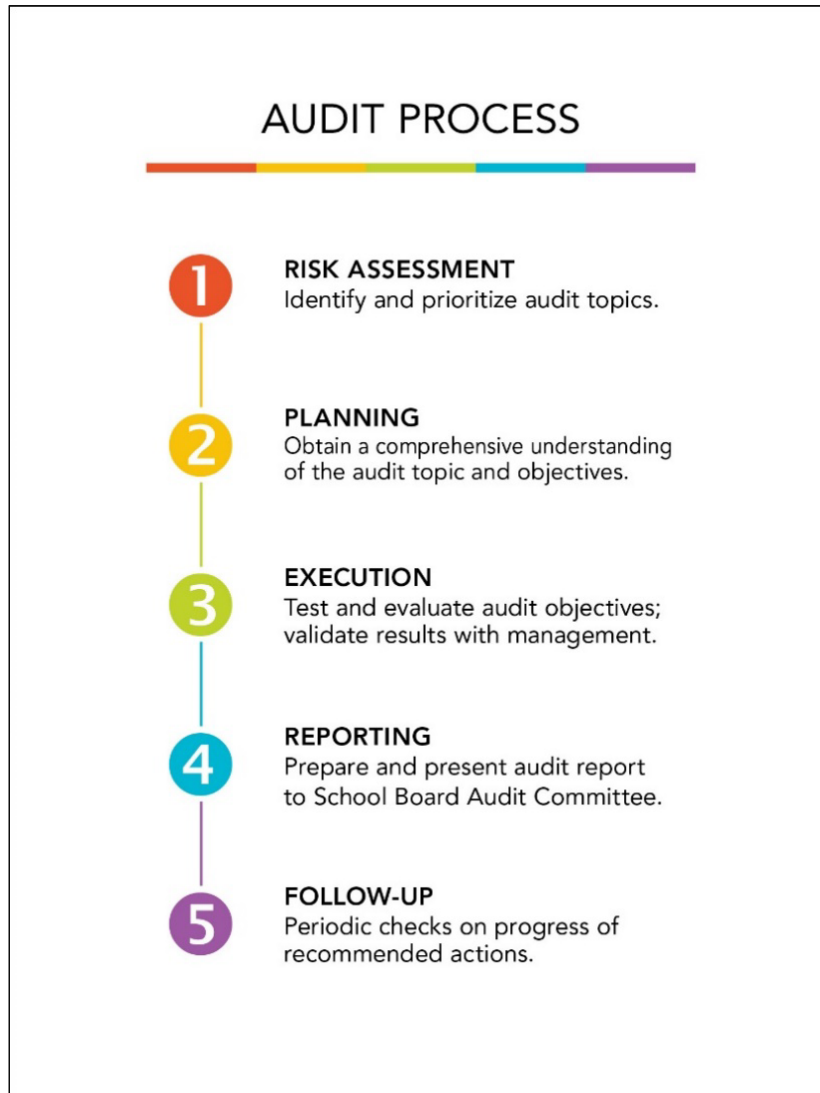 AUDIT PROCESS
1
RISK ASSESSMENT
Identify and prioritize audit topics.
2
PLANNING
Obtain a comprehensive understanding
of the audit topic and objectives.
3
EXECUTION
Test and evaluate audit objectives;
validate results with management.
4
REPORTING
Prepare and present audit report
to School Board Audit Committee.
5
FOLLOW-UP
Periodic checks on progress of
recommended actions.